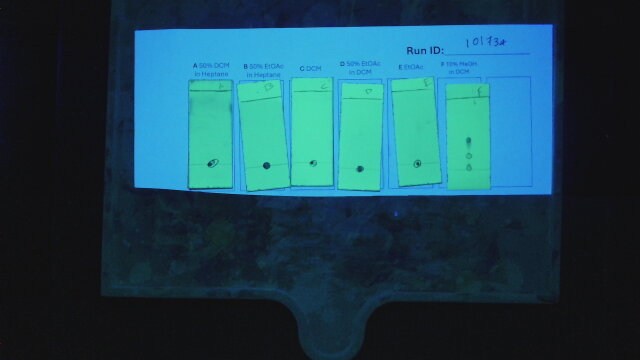 Run ID: 10173
A 50% DCM
in Heptane
B 50% EtOAc
in Heptane
C DCM
D 50% EtOAc
in DCM
E EtOAc
F 10% MeOH
in DCM
B
C
D
E
F